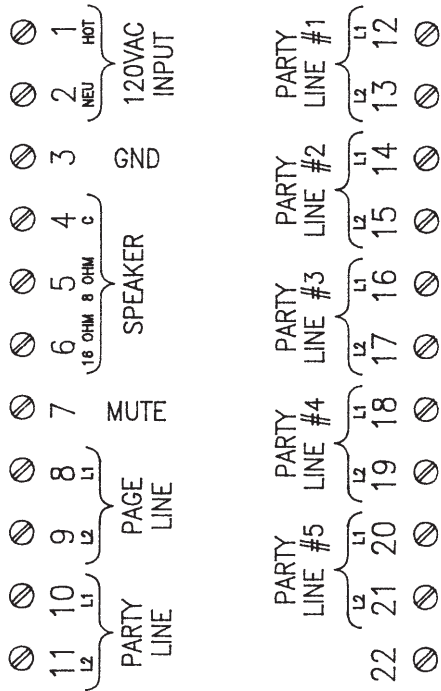 1 HOT
2 NEU
120VAC
INPUT
3 GND
4 C
5 8 OHM
6 16 OHM
SPEAKER
7 MUTE
8 L1
9 L2
PAGE
LINE
10 L1
11 L2
PARTY
LINE
PARTY
LINE #1
L1 12
L2 13
PARTY
LINE #2
L1 14
L2 15
PARTY
LINE #3
L1 16
L2 17
PARTY
LINE #4
L1 18
L2 19
PARTY
LINE #5
L1 20
L2 21
22